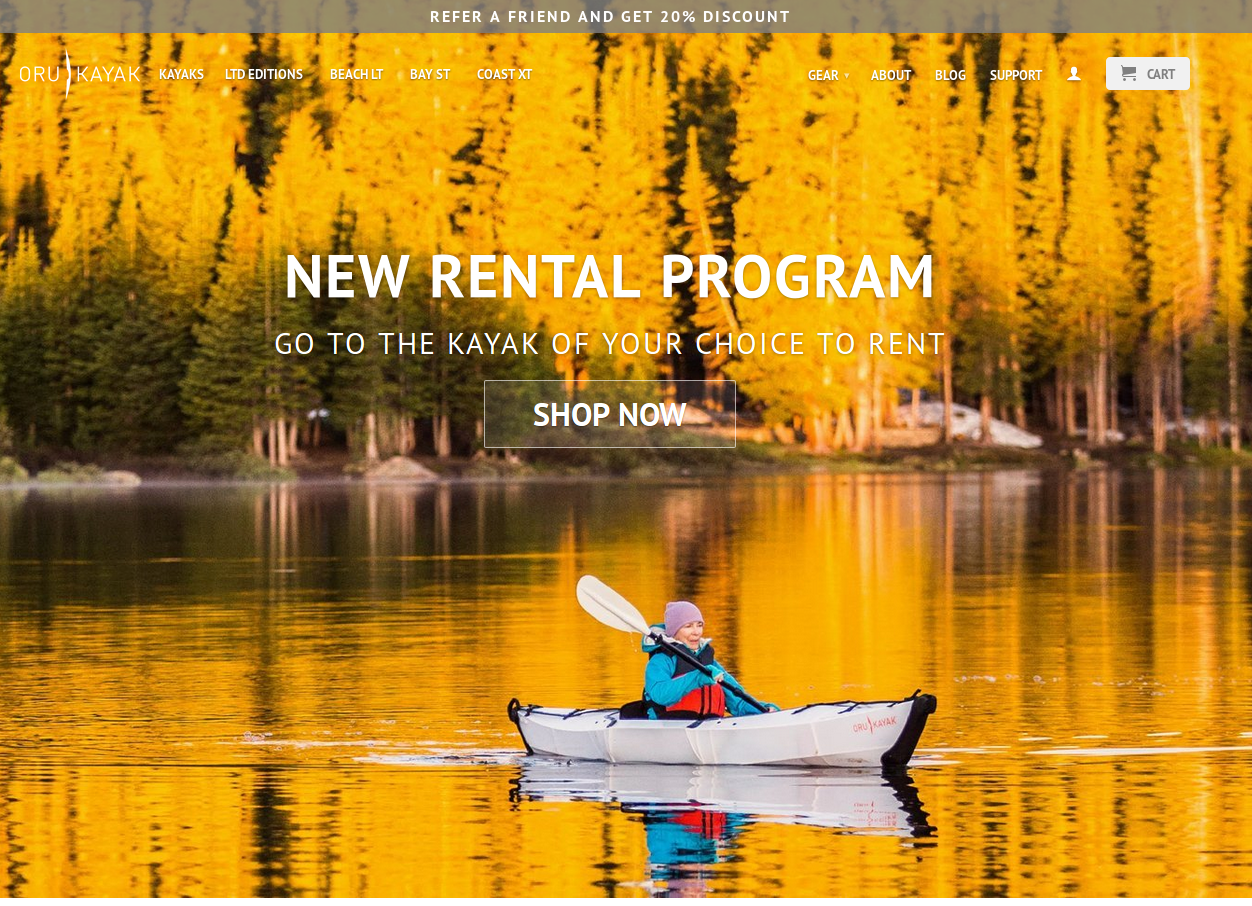 REFER A FRIEND AND GET 20% DISCOUNT
ORU KAYAK KAYAKS LTD EDITIONS BEACH LT BAY ST COAST XT GEAR ▾ ABOUT BLOG SUPPORT CART
NEW RENTAL PROGRAM
GO TO THE KAYAK OF YOUR CHOICE TO RENT
SHOP NOW
ORU KAYAK